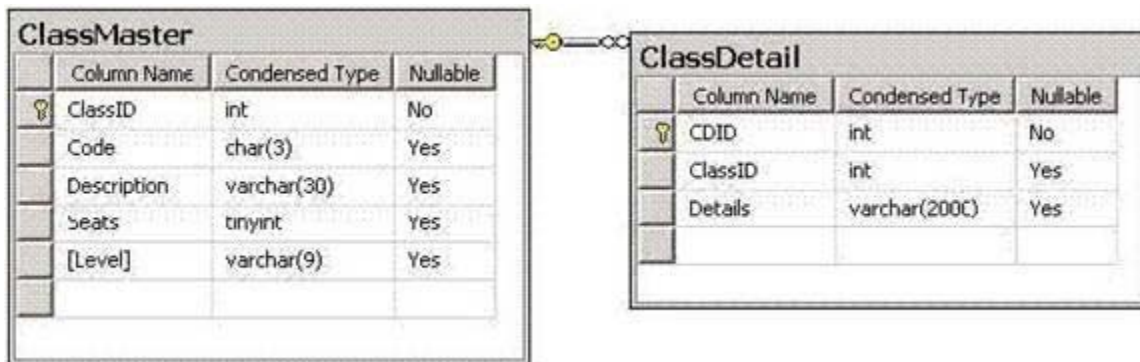 ClassMaster
Column Name Condensed Type Nullable
ClassID int No
Code char(3) Yes
Description varchar(30) Yes
Seats tinyint Yes
[Level] varchar(9) Yes
ClassDetail
Column Name Condensed Type Nullable
CDID int No
ClassID int Yes
Details varchar(2000) Yes